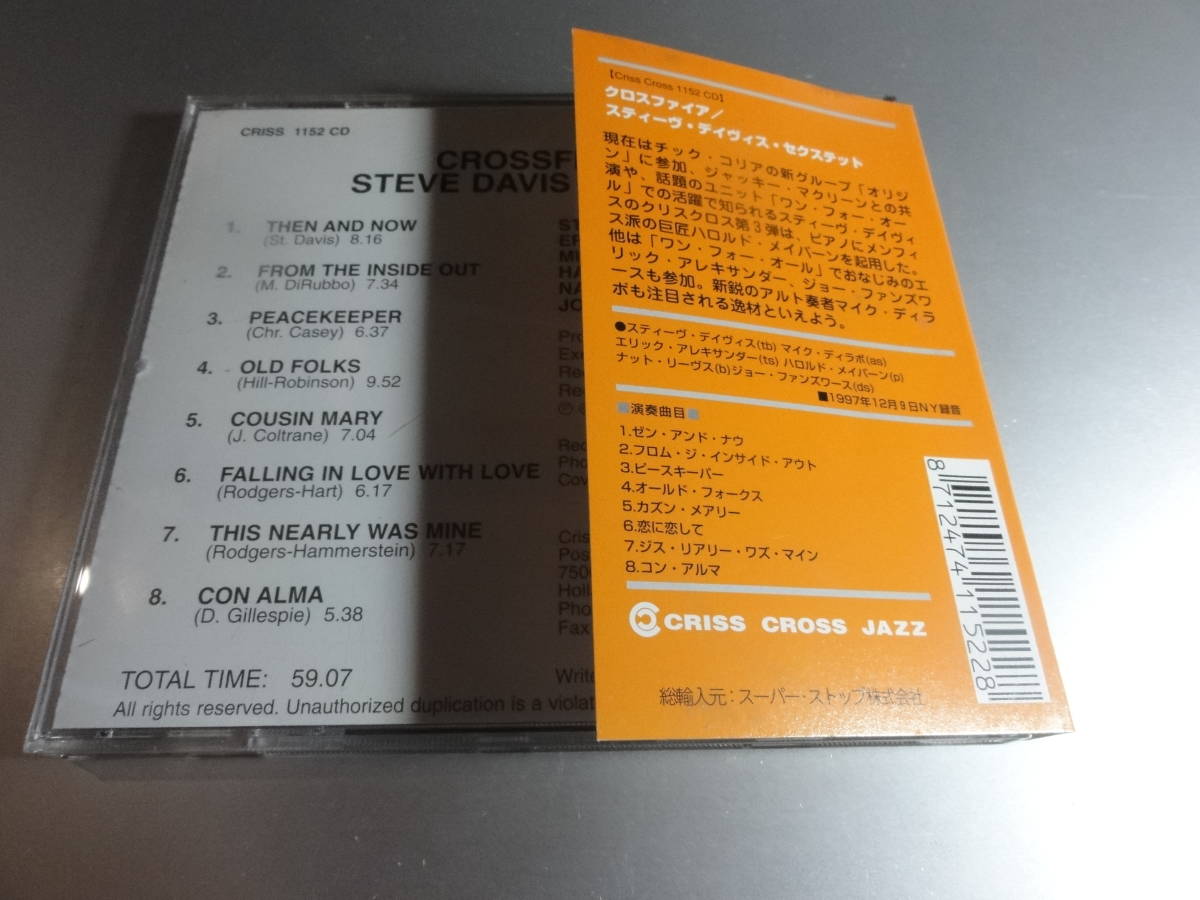 CRISS 1152 CD
CROSSF
STEVE DAVIS
1. THEN AND NOW
(St. Davis) 8.16
2. FROM THE INSIDE OUT
(M. DiRubbo) 7.34
3. PEACEKEEPER
(Chr. Casey) 6.37
4. OLD FOLKS
(Hill-Robinson) 9.52
5. COUSIN MARY
(J. Coltrane) 7.04
6. FALLING IN LOVE WITH LOVE
(Rodgers-Hart) 6.17
7. THIS NEARLY WAS MINE
(Rodgers-Hammerstein) 7.17
8. CON ALMA
(D. Gillespie) 5.38
TOTAL TIME: 59.07
All rights reserved. Unauthorized duplication is a violat
ST
ER
MI
HA
NA
JO
Pro
Exe
Rec
Rec
Rec
Pho
Cov
Cris
Pos
750
Holl
Pho
Fax
Write
【Criss Cross 1152 CD】
クロスファイア/
スティーヴ・デイヴィス・セクステット
現在はチック・コリアの新グループ「オリジ
ン」に参加、ジャッキー・マクリーンとの共
演や、話題のユニット「ワン・フォー・オー
ル」での活躍で知られるスティーヴ・デイヴィ
スのクリスクロス第3弾は、ピアノにメンフィ
ス派の巨匠ハロルド・メイバーンを起用した。
他は「ワン・フォー・オール」でおなじみのエ
リック・アレキサンダー、ジョー・ファンズワ
ースも参加。新鋭のアルト奏者マイク・ディラ
ボも注目される逸材といえよう。
●スティーヴ・デイヴィス(tb) マイク・ディラボ(as)
エリック・アレキサンダー(ts) ハロルド・メイバーン(p)
ナット・リーヴス(b)ジョー・ファンズワース(ds)
■1997年12月9日NY録音
■演奏曲目■
1.ゼン・アンド・ナウ
2.フロム・ジ・インサイド・アウト
3.ピースキーパー
4.オールド・フォークス
5.カズン・メアリー
6.恋に恋して
7.ジス・リアリー・ワズ・マイン
8.コン・アルマ
CRISS CROSS JAZZ
総輸入元:スーパー・ストップ株式会社
8 712474 115228